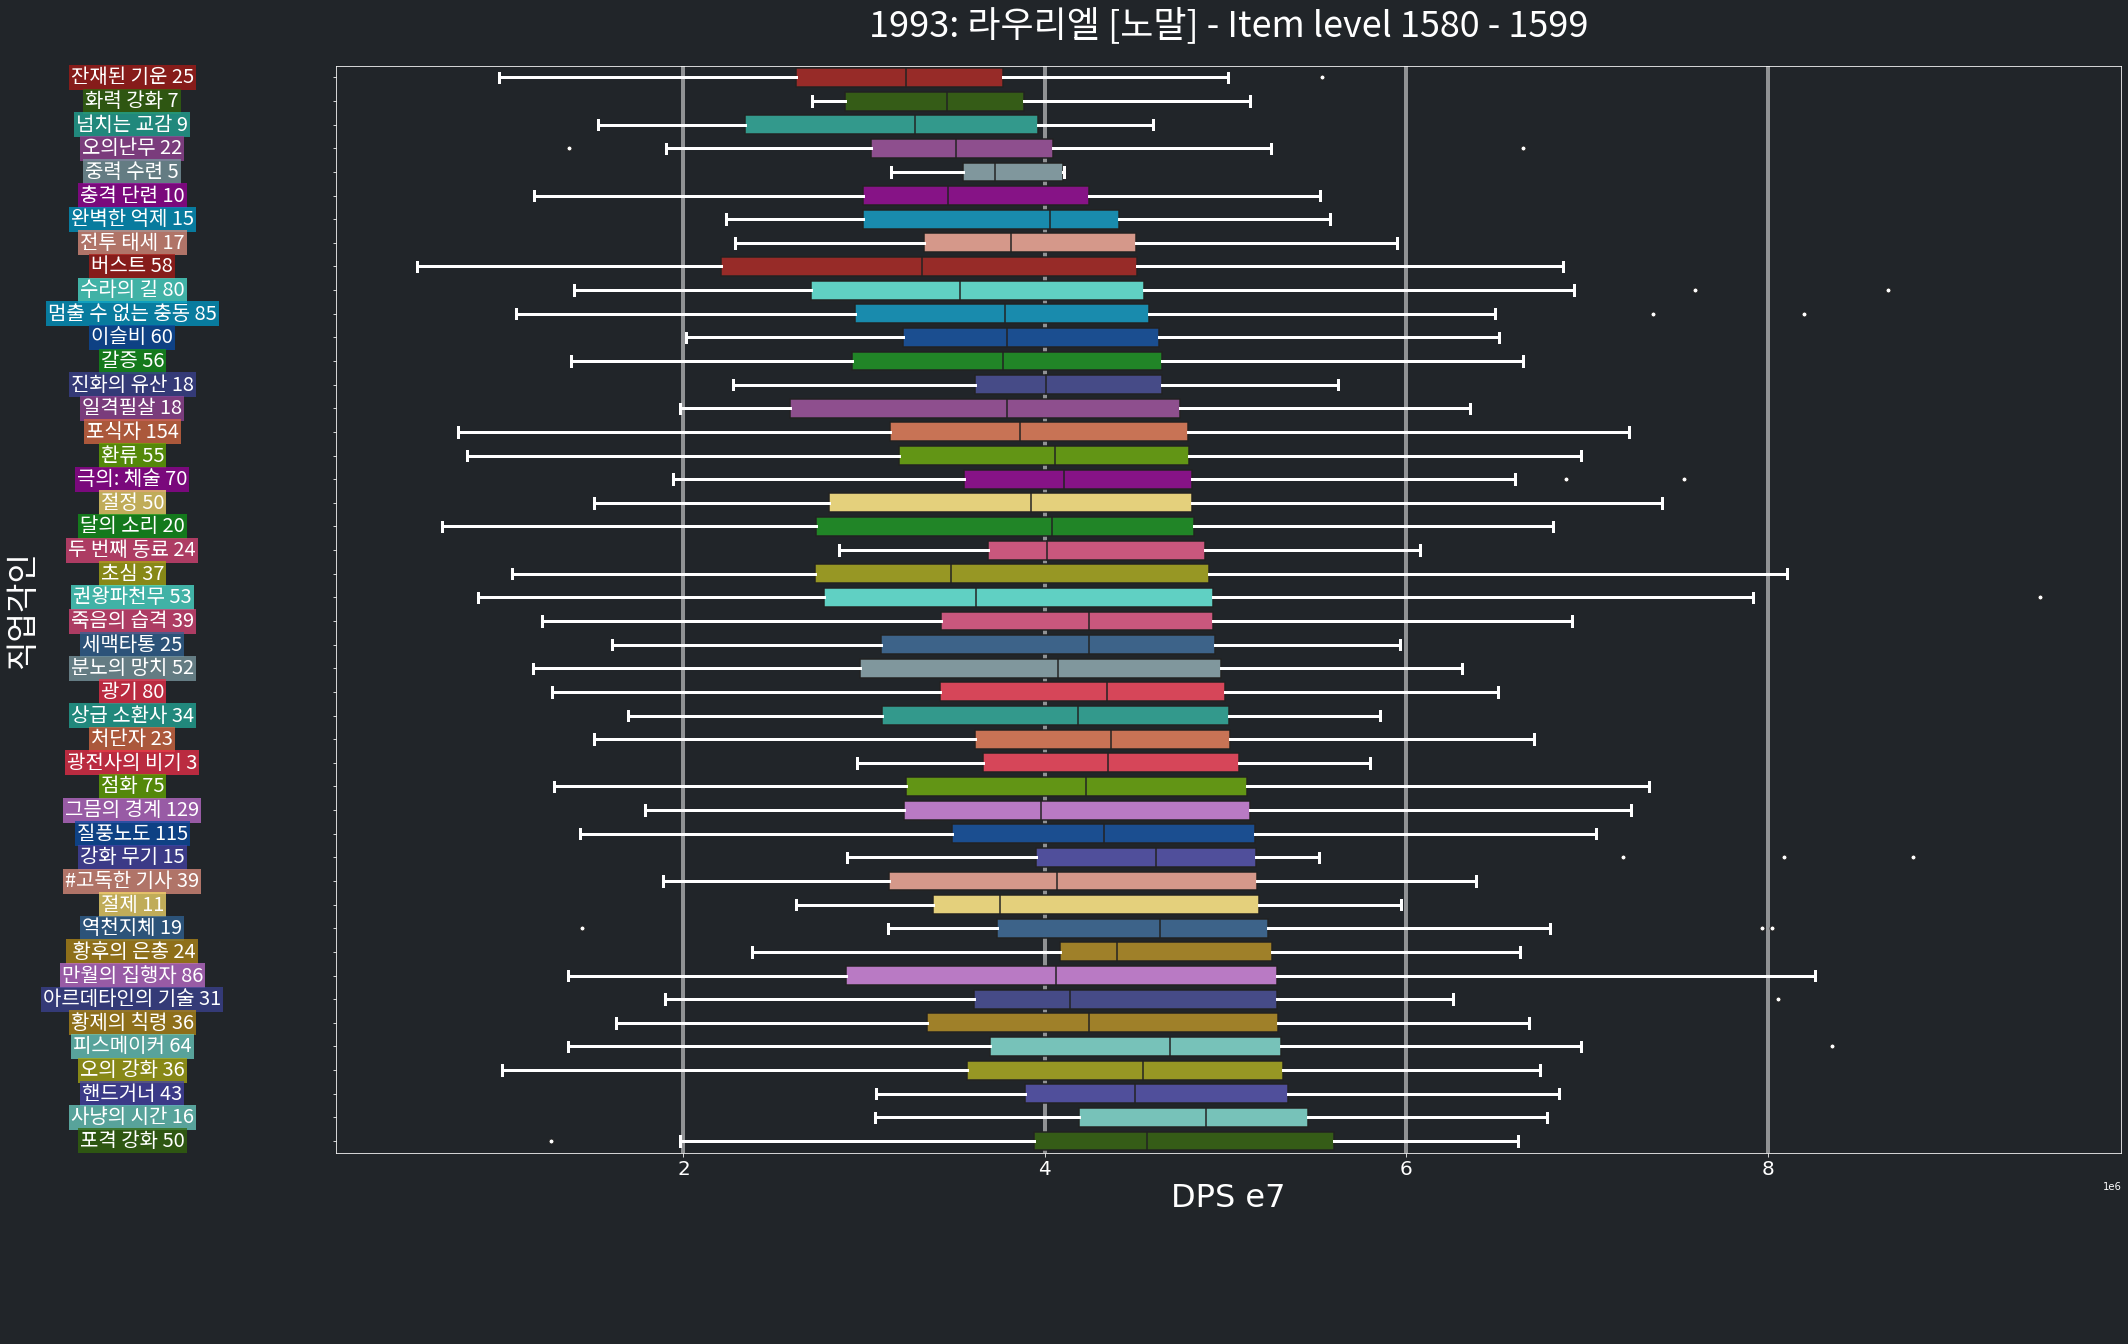 1993: 라우리엘 [노말] - Item level 1580 - 1599
잔재된 기운 25
화력 강화 7
넘치는 교감 9
오의난무 22
중력 수련 5
충격 단련 10
완벽한 억제 15
전투 태세 17
버스트 58
수라의 길 80
멈출 수 없는 충동 85
이슬비 60
갈증 56
진화의 유산 18
일격필살 18
포식자 154
환류 55
극의: 체술 70
절정 50
달의 소리 20
두 번째 동료 24
초심 37
권왕파천무 53
죽음의 습격 39
세맥타통 25
분노의 망치 52
광기 80
상급 소환사 34
처단자 23
광전사의 비기 3
점화 75
그믐의 경계 129
질풍노도 115
강화 무기 15
#고독한 기사 39
절제 11
역천지체 19
황후의 은총 24
만월의 집행자 86
아르데타인의 기술 31
황제의 칙령 36
피스메이커 64
오의 강화 36
핸드거너 43
사냥의 시간 16
포격 강화 50
직업각인
2 4 6 8
1e6
DPS e7